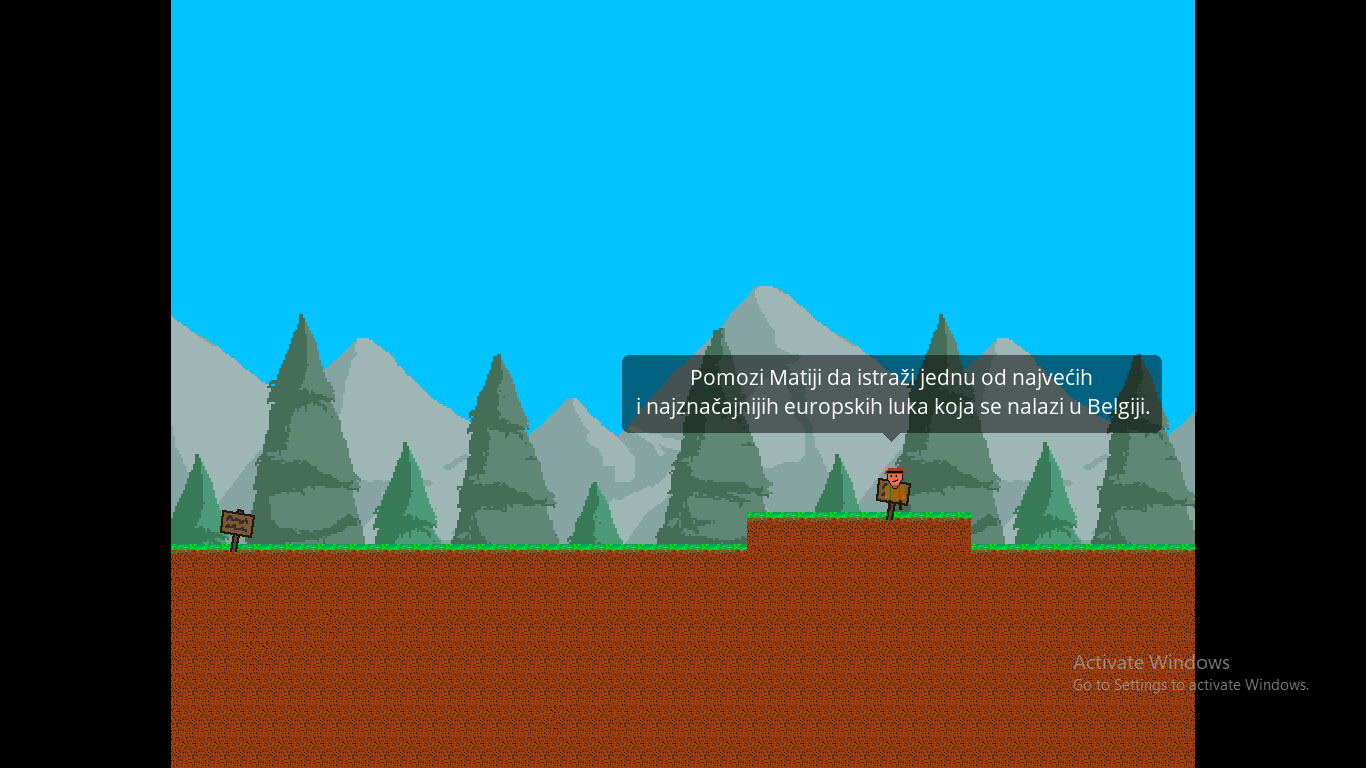 Pomozi Matiji da istraži jednu od najvećih
i najznačajnijih europskih luka koja se nalazi u Belgiji.
Activate Windows
Go to Settings to activate Windows.